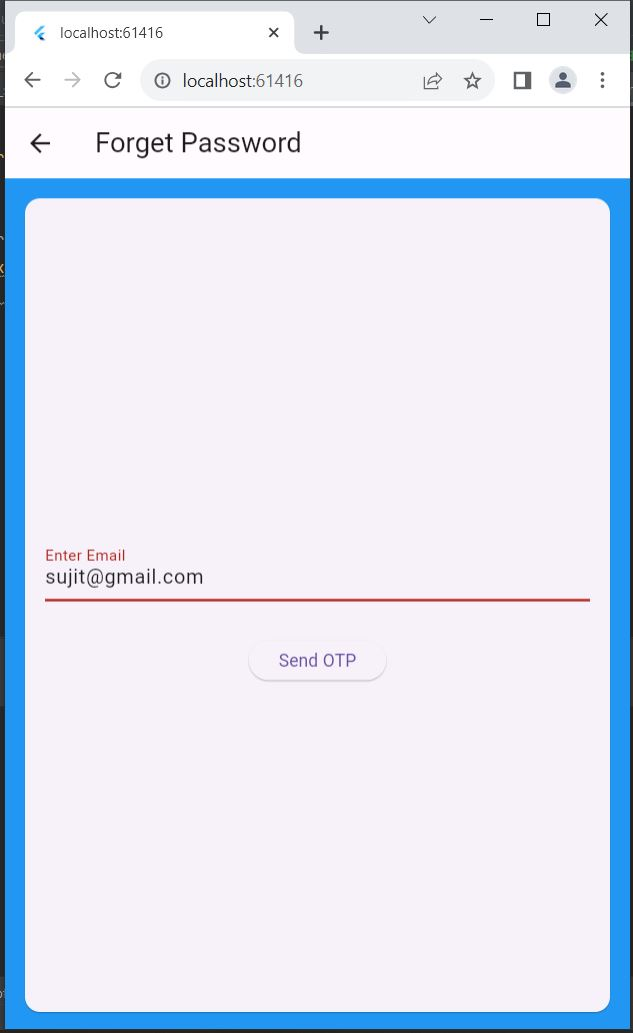 localhost:61416
localhost:61416
Forget Password
Enter Email
sujit@gmail.com
Send OTP